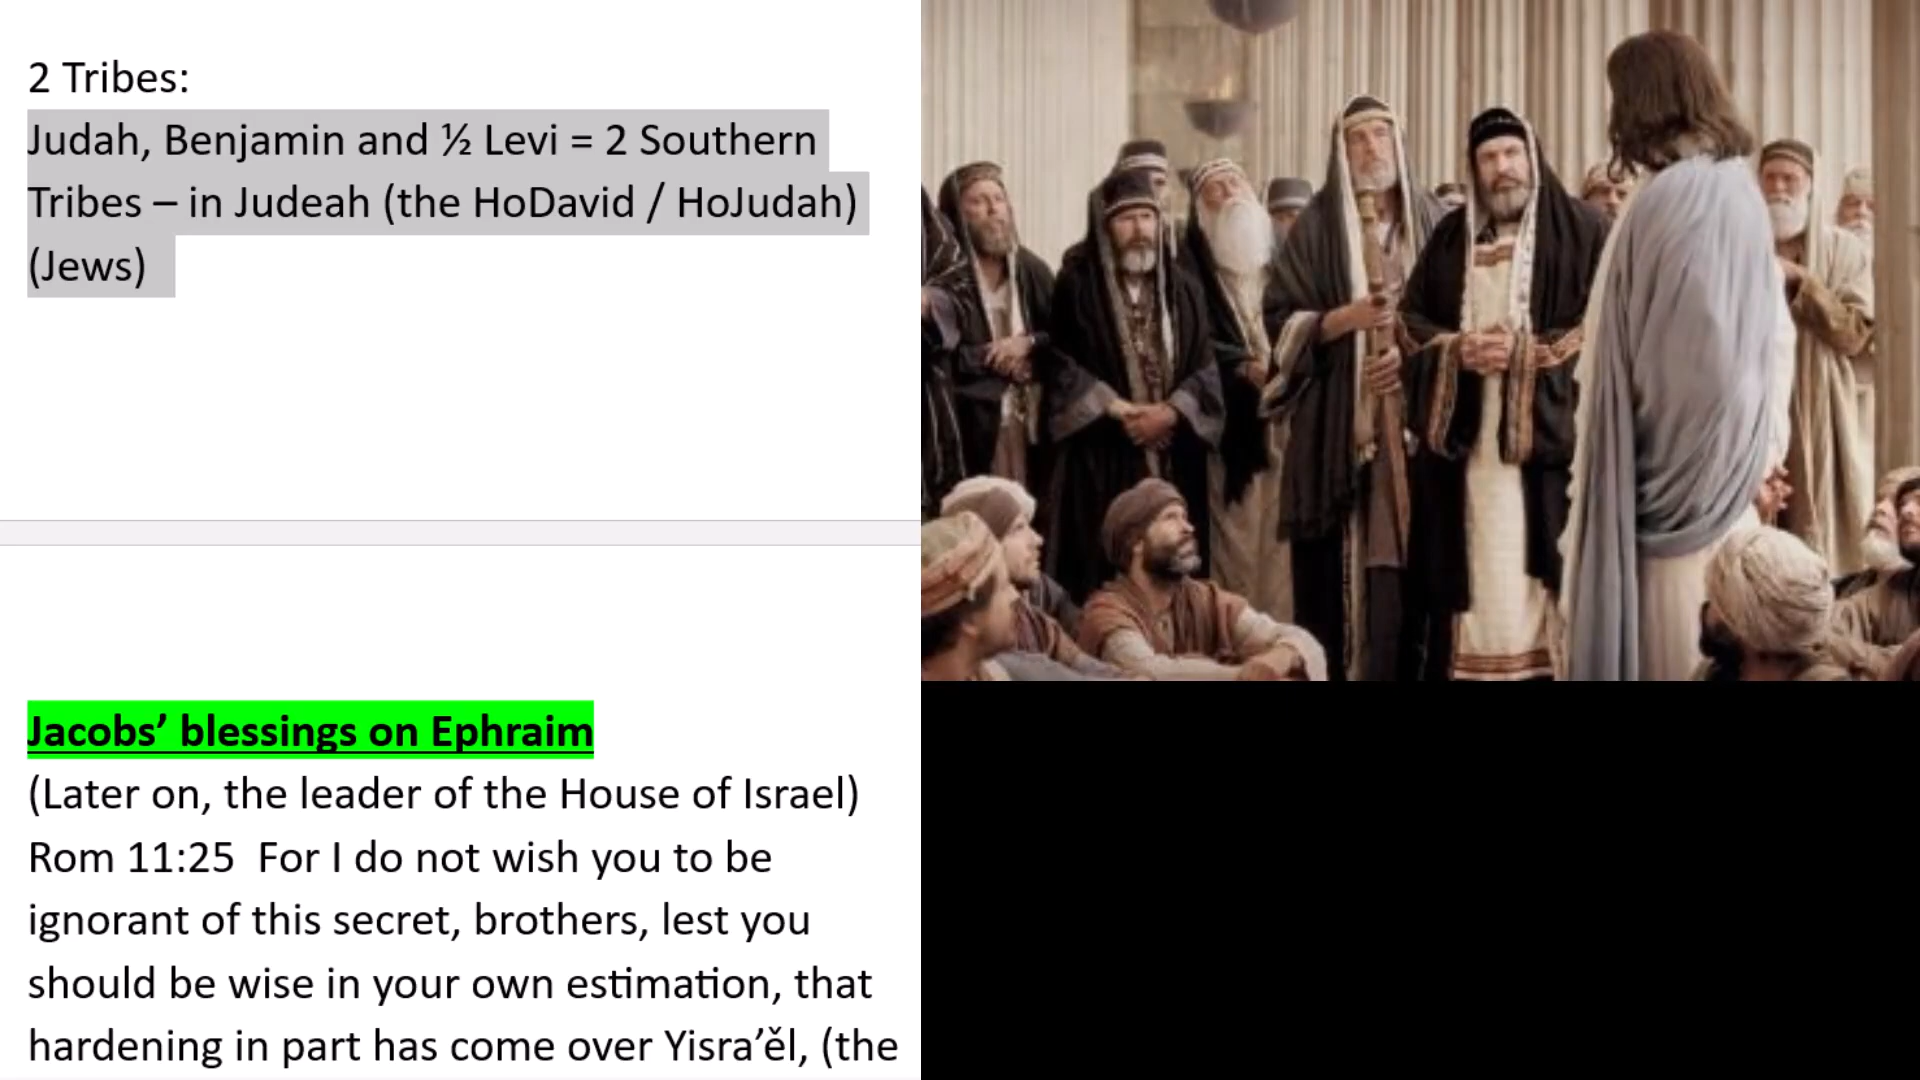 2 Tribes:
Judah, Benjamin and ½ Levi = 2 Southern
Tribes – in Judeah (the HoDavid / HoJudah)
(Jews)
Jacobs’ blessings on Ephraim
(Later on, the leader of the House of Israel)
Rom 11:25  For I do not wish you to be
ignorant of this secret, brothers, lest you
should be wise in your own estimation, that
hardening in part has come over Yisra’ĕl, (the